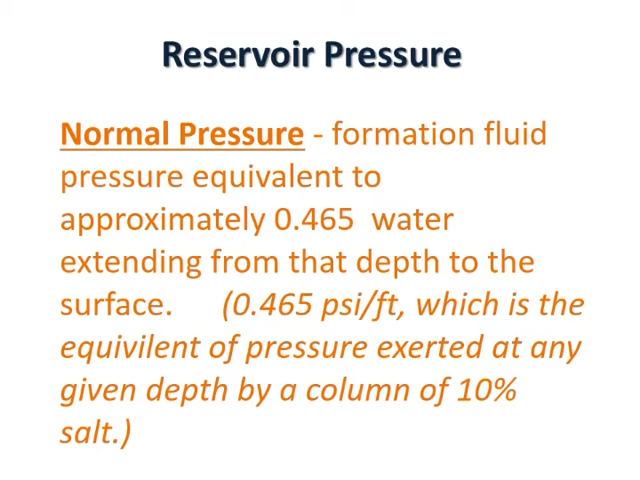 Reservoir Pressure
Normal Pressure - formation fluid
pressure equivalent to
approximately 0.465 water
extending from that depth to the
surface. (0.465 psi/ft, which is the
equivilent of pressure exerted at any
given depth by a column of 10%
salt.)